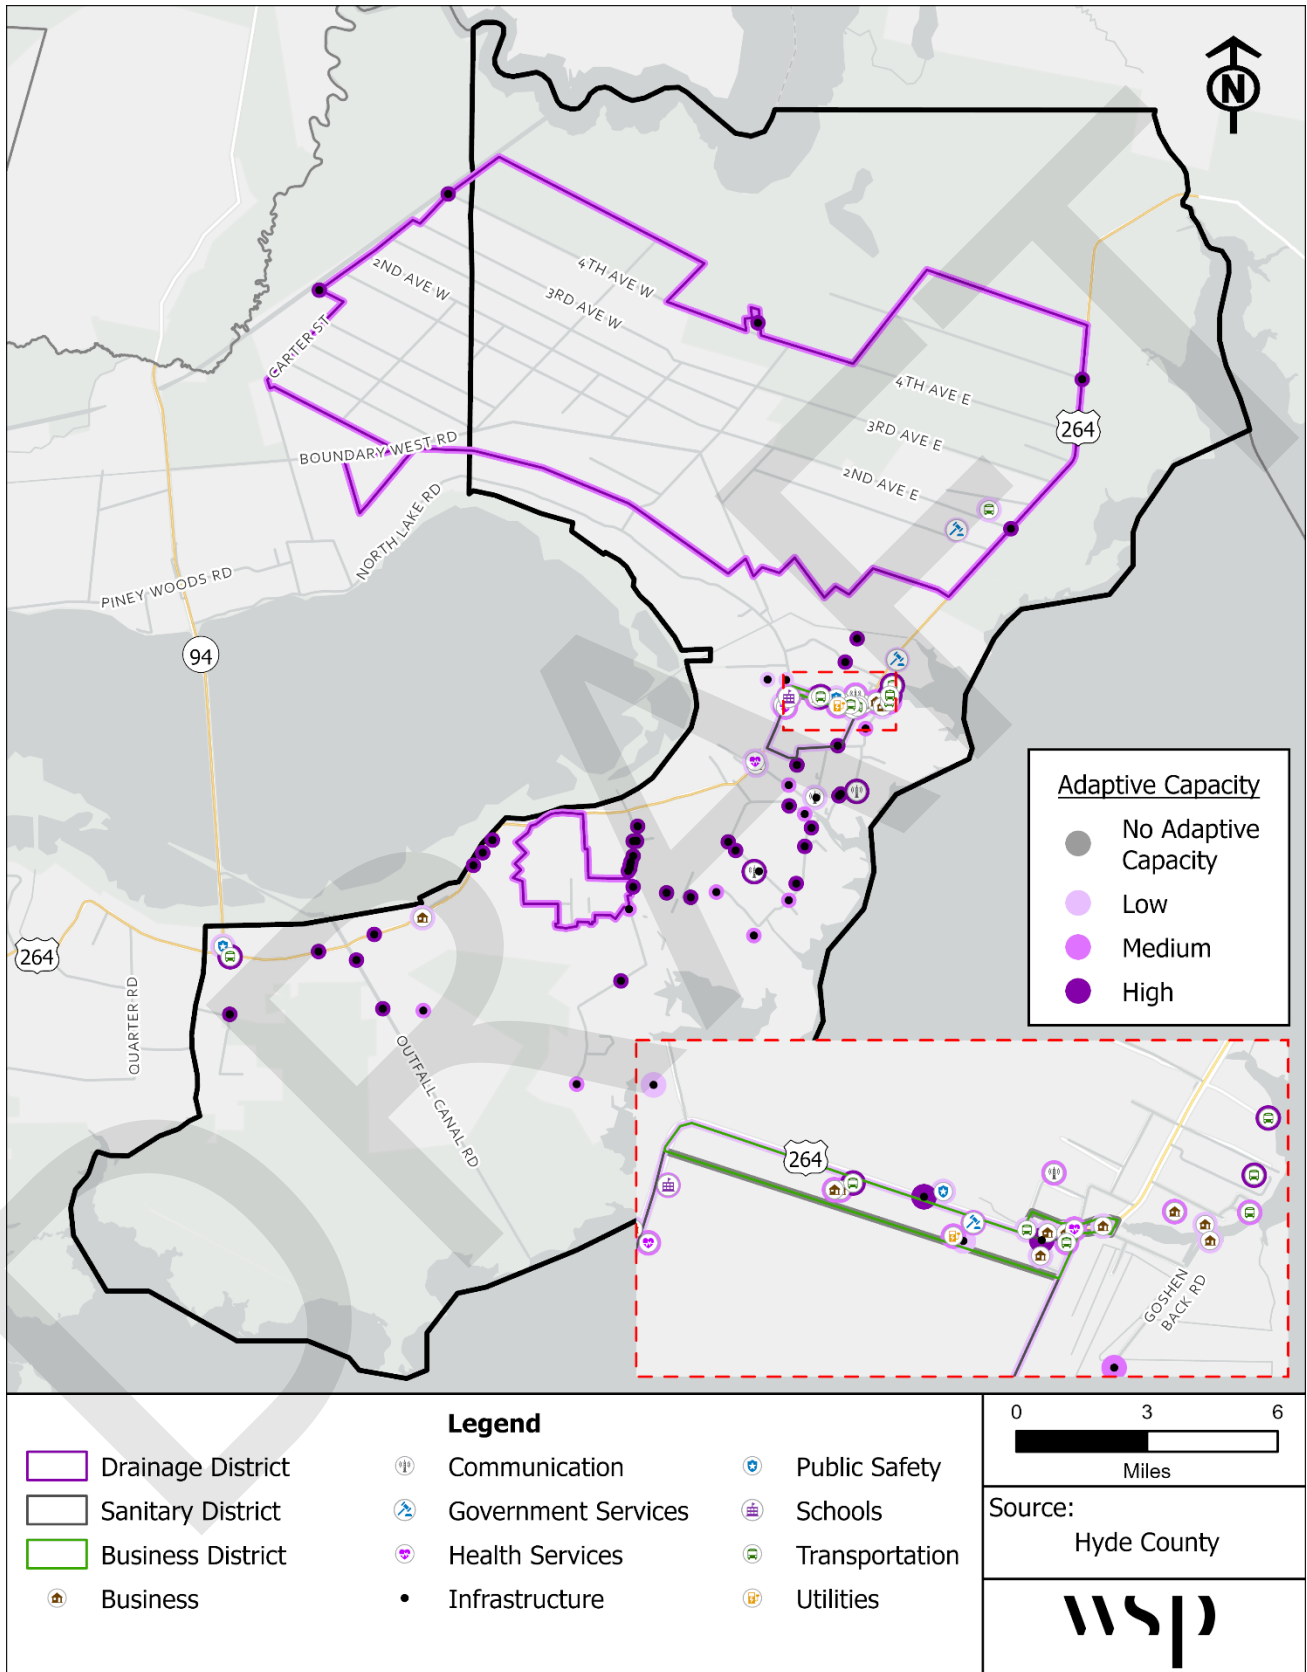 N
2ND AVE W
4TH AVE W
3RD AVE W
CARTER ST
4TH AVE E
264
3RD AVE E
BOUNDARY WEST RD
2ND AVE E
NORTH LAKE RD
PINEY WOODS RD
94
DRAFT
Adaptive Capacity
No Adaptive
Capacity
Low
Medium
High
264
QUARTER RD
OUTFALL CANAL RD
264
GOSHEN
BACK RD
Legend
Drainage District
Sanitary District
Business District
Business
Communication
Government Services
Health Services
Infrastructure
Public Safety
Schools
Transportation
Utilities
0 3 6
Miles
Source:
Hyde County
wsp